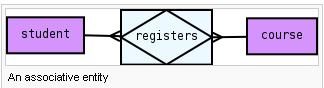 student registers course
An associative entity